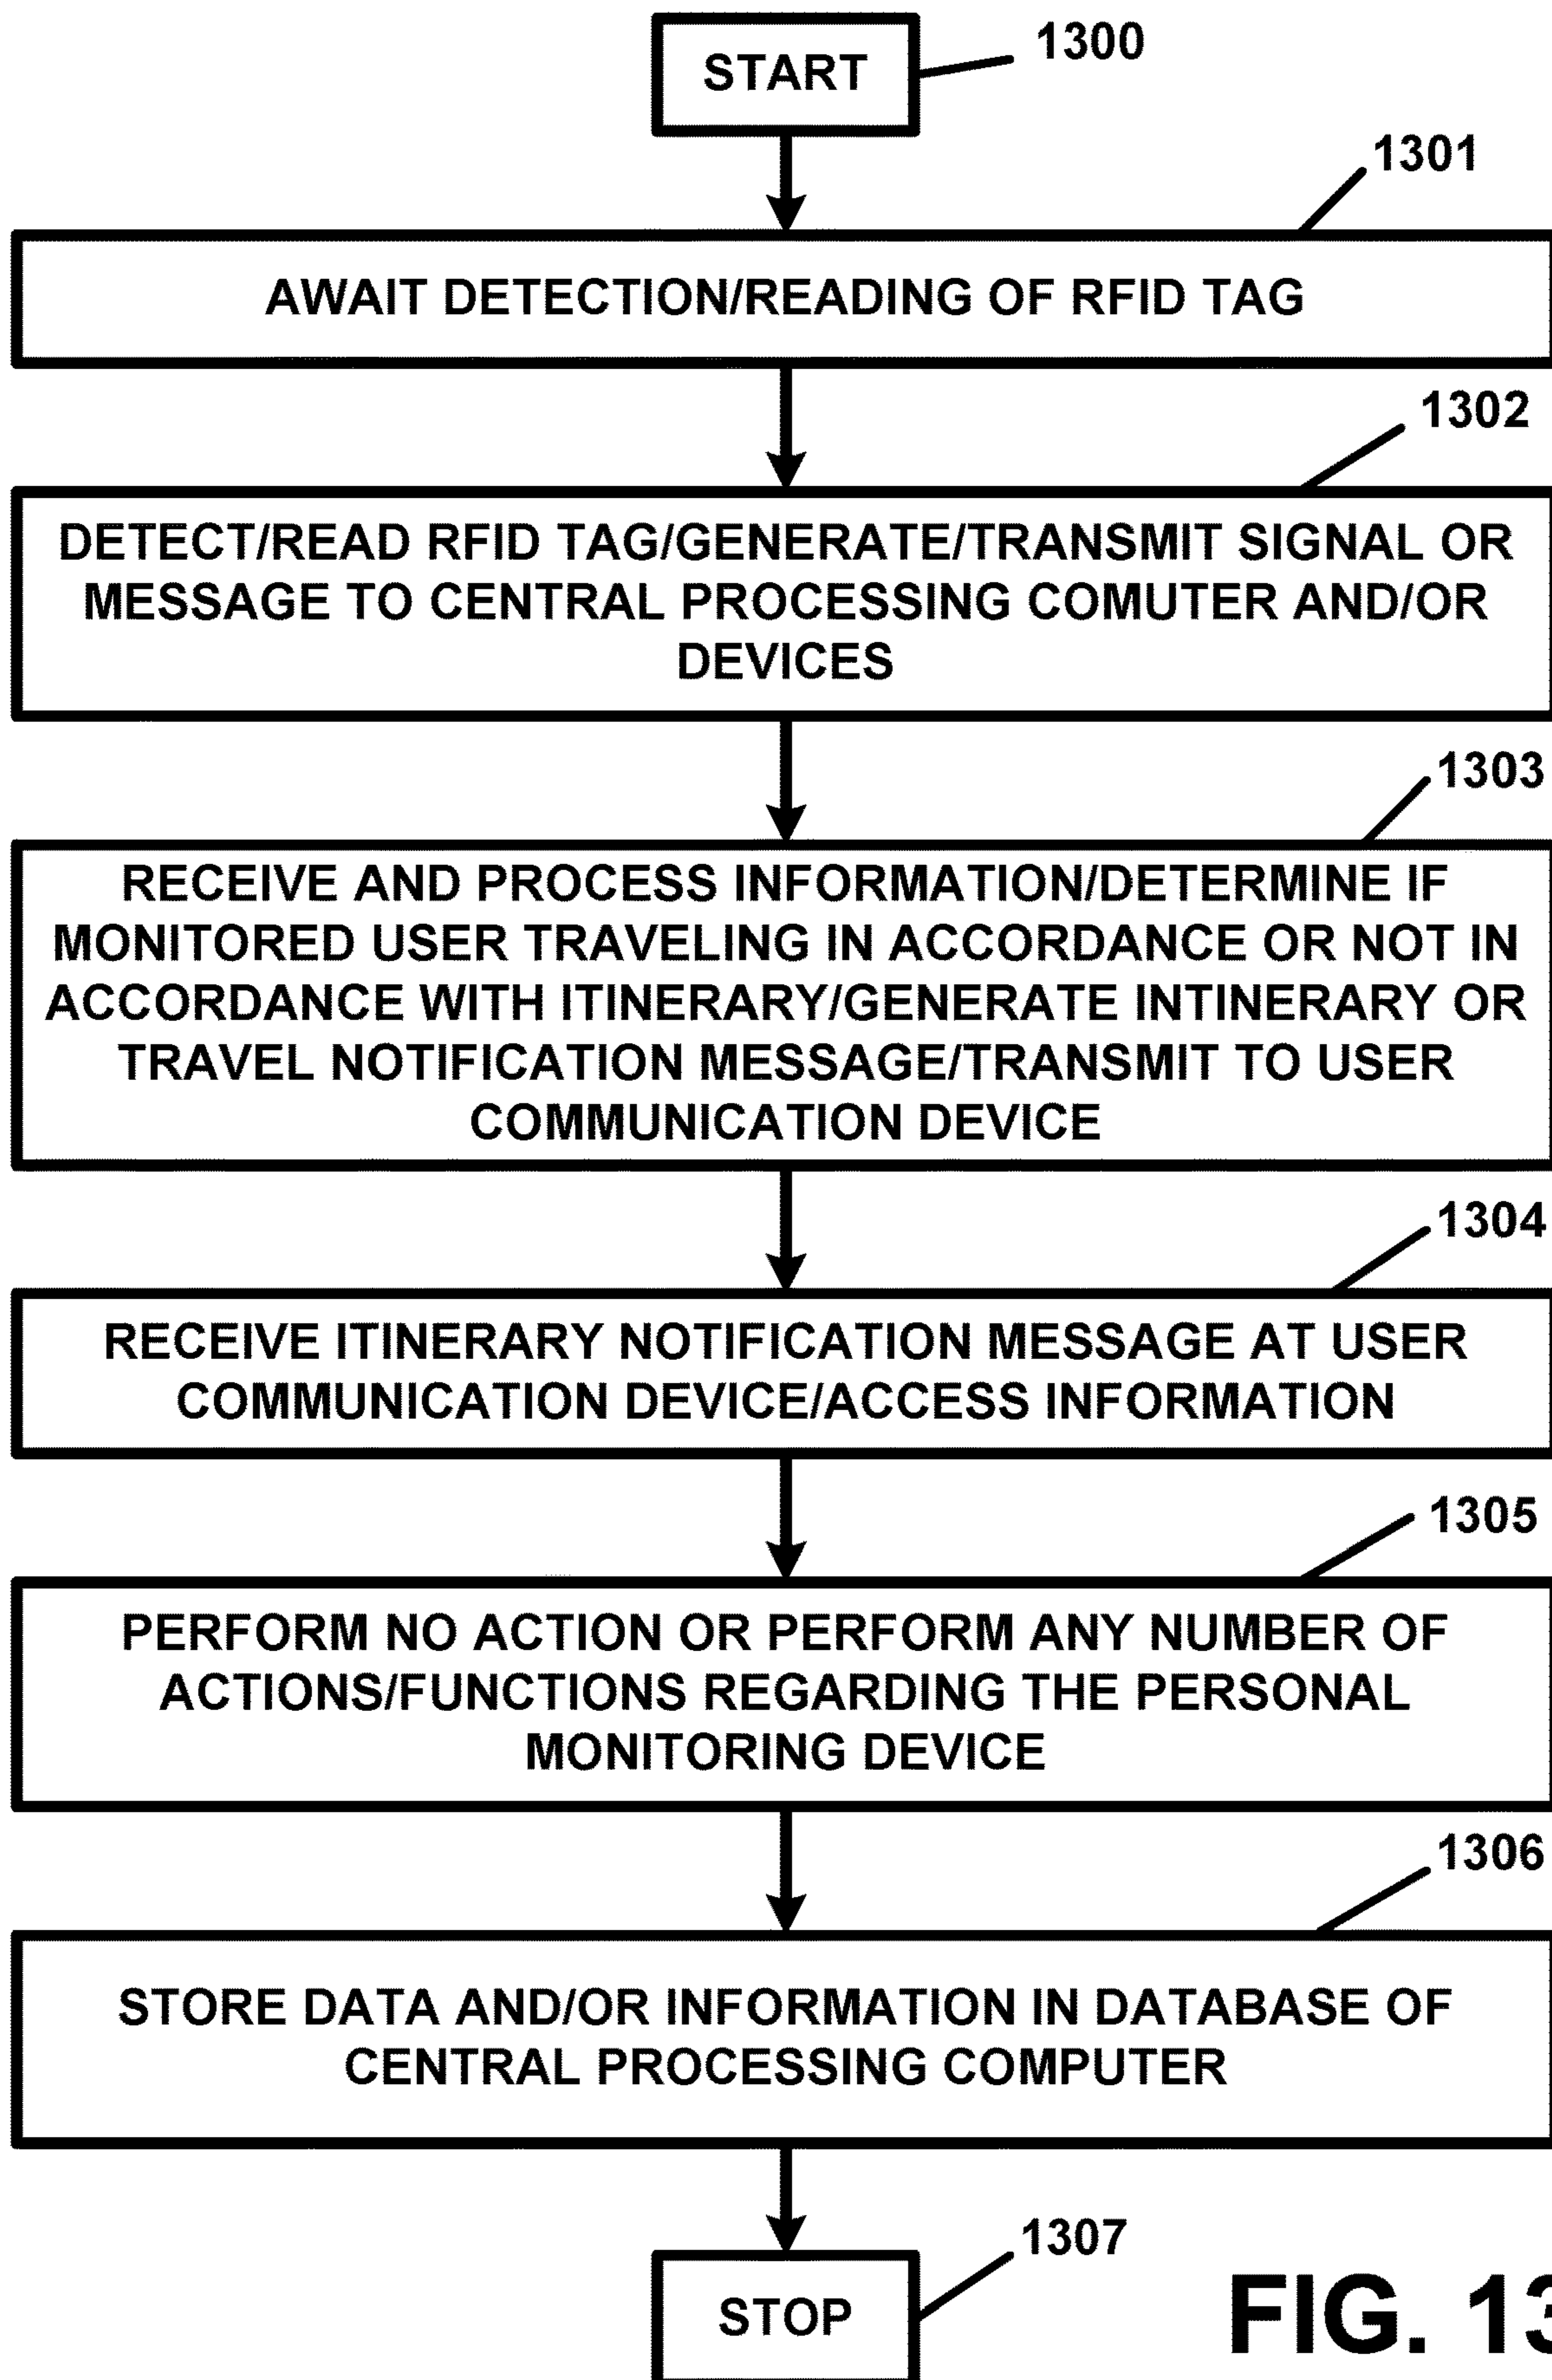 START
1300
1301
AWAIT DETECTION/READING OF RFID TAG
1302
DETECT/READ RFID TAG/GENERATE/TRANSMIT SIGNAL OR
MESSAGE TO CENTRAL PROCESSING COMUTER AND/OR
DEVICES
1303
RECEIVE AND PROCESS INFORMATION/DETERMINE IF
MONITORED USER TRAVELING IN ACCORDANCE OR NOT IN
ACCORDANCE WITH ITINERARY/GENERATE INTINERARY OR
TRAVEL NOTIFICATION MESSAGE/TRANSMIT TO USER
COMMUNICATION DEVICE
1304
RECEIVE ITINERARY NOTIFICATION MESSAGE AT USER
COMMUNICATION DEVICE/ACCESS INFORMATION
1305
PERFORM NO ACTION OR PERFORM ANY NUMBER OF
ACTIONS/FUNCTIONS REGARDING THE PERSONAL
MONITORING DEVICE
1306
STORE DATA AND/OR INFORMATION IN DATABASE OF
CENTRAL PROCESSING COMPUTER
1307
STOP
FIG. 13